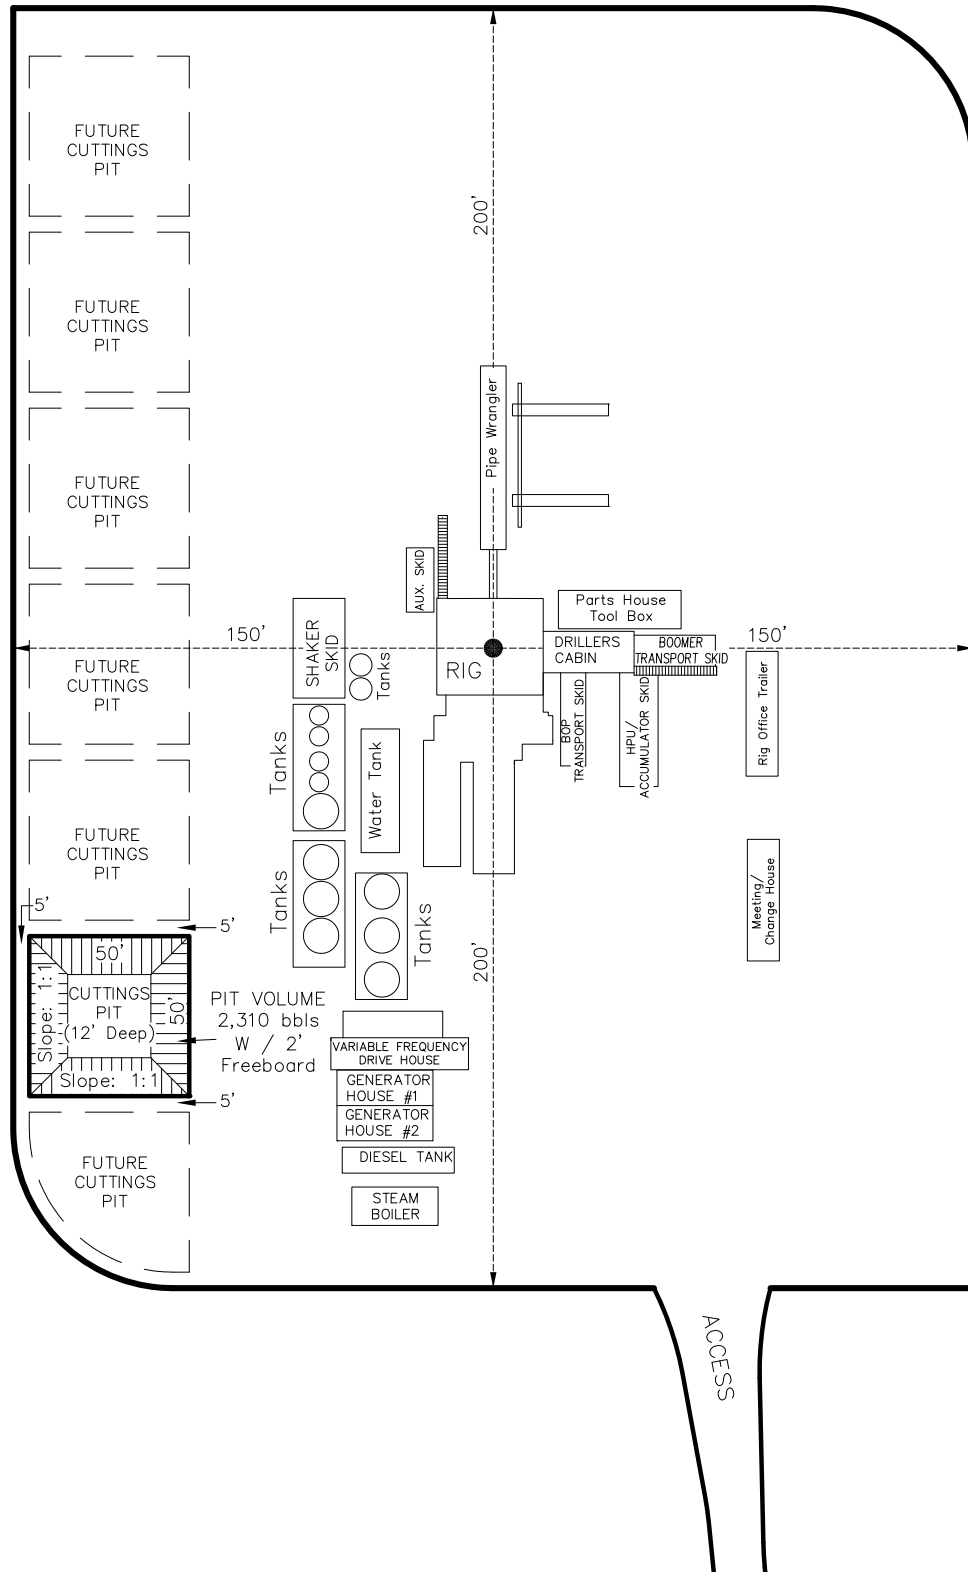 FUTURE
CUTTINGS
PIT
200'
FUTURE
CUTTINGS
PIT
Pipe Wrangler
FUTURE
CUTTINGS
PIT
AUX. SKID
Parts House
Tool Box
150'
SHAKER
SKID
Tanks
RIG
DRILLERS
CABIN
BOOMER
TRANSPORT SKID
150'
FUTURE
CUTTINGS
PIT
BOP
TRANSPORT SKID
HPU/
ACCUMULATOR SKID
Rig Office Trailer
Tanks
Water Tank
FUTURE
CUTTINGS
PIT
Tanks
Tanks
Meeting/
Change House
5'
5'
50'
200'
CUTTINGS
PIT
(12' Deep)
50'
Slope: 1:1
Slope: 1:1
PIT VOLUME
2,310 bbls
W / 2'
Freeboard
VARIABLE FREQUENCY
DRIVE HOUSE
GENERATOR
HOUSE #1
5'
GENERATOR
HOUSE #2
FUTURE
CUTTINGS
PIT
DIESEL TANK
STEAM
BOILER
ACCESS